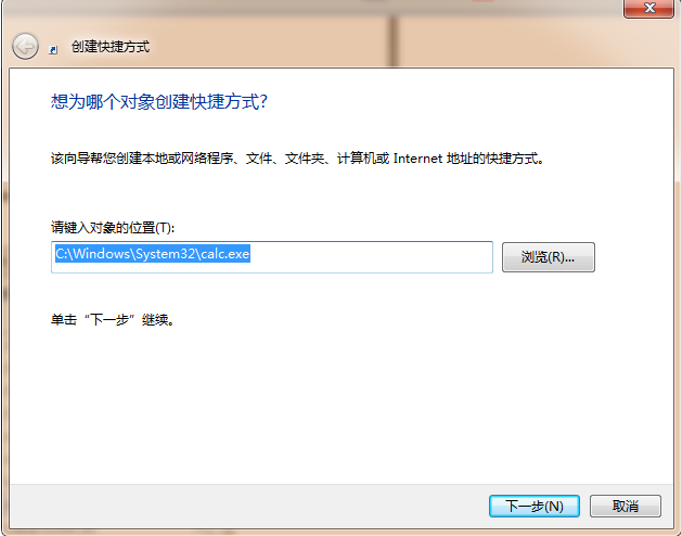 创建快捷方式
想为哪个对象创建快捷方式?
该向导帮您创建本地或网络程序、文件、文件夹、计算机或 Internet 地址的快捷方式。
请键入对象的位置(T):
C:\Windows\System32\calc.exe
浏览(R)...
单击“下一步”继续。
下一步(N)
取消